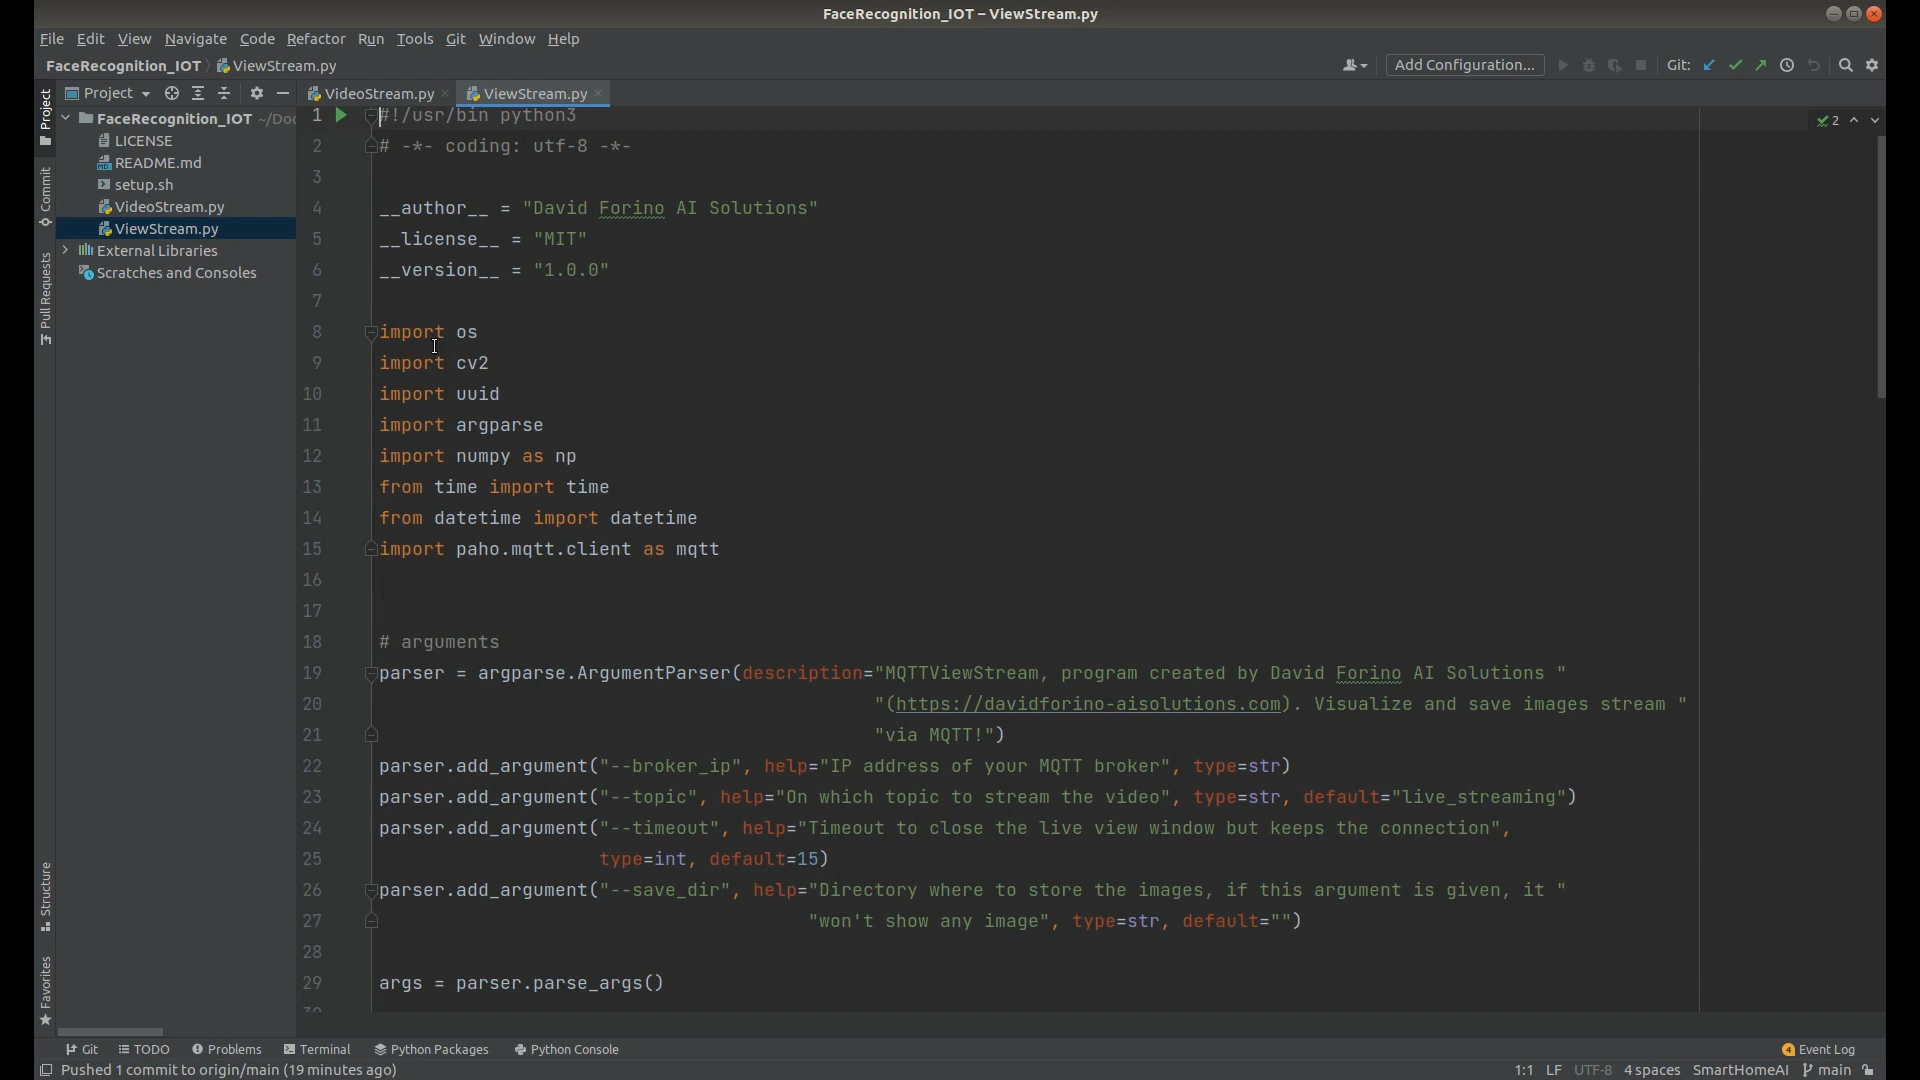 FaceRecognition_IOT – ViewStream.py
File Edit View Navigate Code Refactor Run Tools Git Window Help
FaceRecognition_IOT ViewStream.py
Add Configuration...
Git:
Project
VideoStream.py
ViewStream.py
FaceRecognition_IOT ~/Doc
LICENSE
README.md
setup.sh
VideoStream.py
ViewStream.py
External Libraries
Scratches and Consoles
Project
Commit
Pull Requests
Structure
Favorites
2
1 #!/usr/bin python3
2 # -*- coding: utf-8 -*-
3
4 __author__ = "David Forino AI Solutions"
5 __license__ = "MIT"
6 __version__ = "1.0.0"
7
8 import os
9 import cv2
10 import uuid
11 import argparse
12 import numpy as np
13 from time import time
14 from datetime import datetime
15 import paho.mqtt.client as mqtt
16
17
18 # arguments
19 parser = argparse.ArgumentParser(description="MQTTViewStream, program created by David Forino AI Solutions "
20 "(https://davidforino-aisolutions.com). Visualize and save images stream "
21 "via MQTT!")
22 parser.add_argument("--broker_ip", help="IP address of your MQTT broker", type=str)
23 parser.add_argument("--topic", help="On which topic to stream the video", type=str, default="live_streaming")
24 parser.add_argument("--timeout", help="Timeout to close the live view window but keeps the connection",
25 type=int, default=15)
26 parser.add_argument("--save_dir", help="Directory where to store the images, if this argument is given, it "
27 "won't show any image", type=str, default="")
28
29 args = parser.parse_args()
30
Git TODO Problems Terminal Python Packages Python Console
4 Event Log
Pushed 1 commit to origin/main (19 minutes ago)
1:1 LF UTF-8 4 spaces SmartHomeAI main